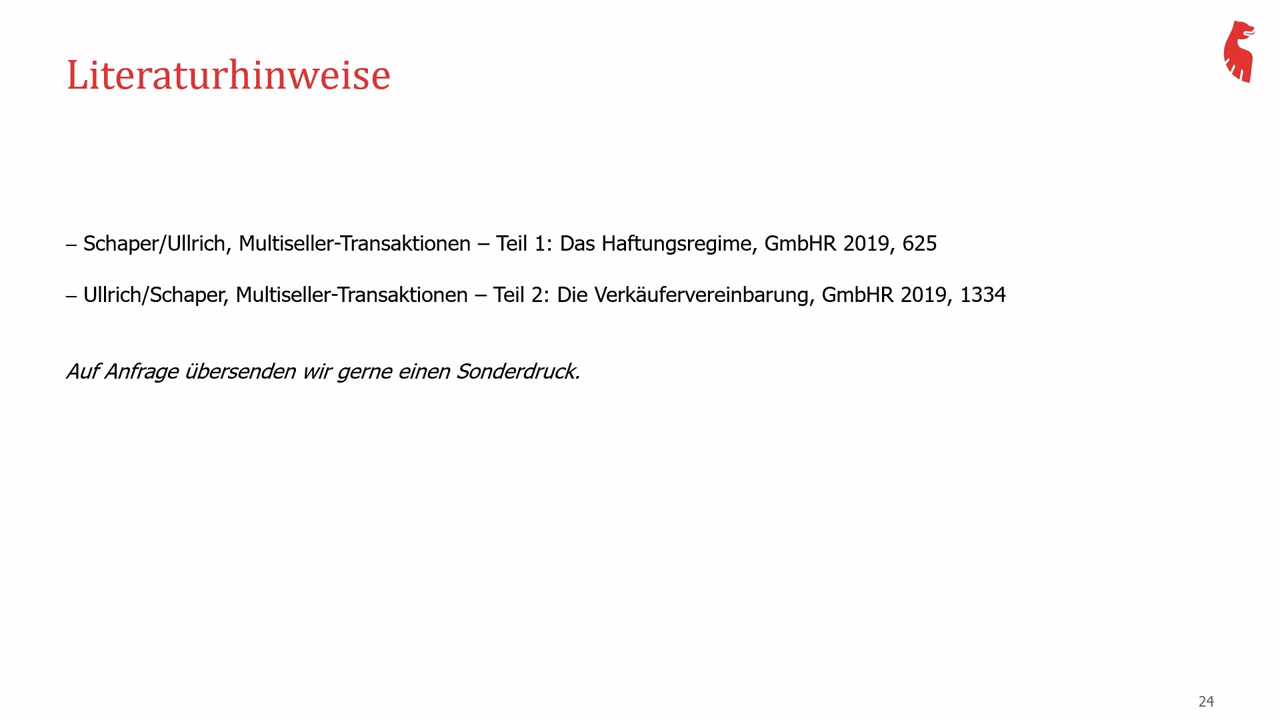 Literaturhinweise
– Schaper/Ullrich, Multiseller-Transaktionen – Teil 1: Das Haftungsregime, GmbHR 2019, 625
– Ullrich/Schaper, Multiseller-Transaktionen – Teil 2: Die Verkäufervereinbarung, GmbHR 2019, 1334
Auf Anfrage übersenden wir gerne einen Sonderdruck.
24